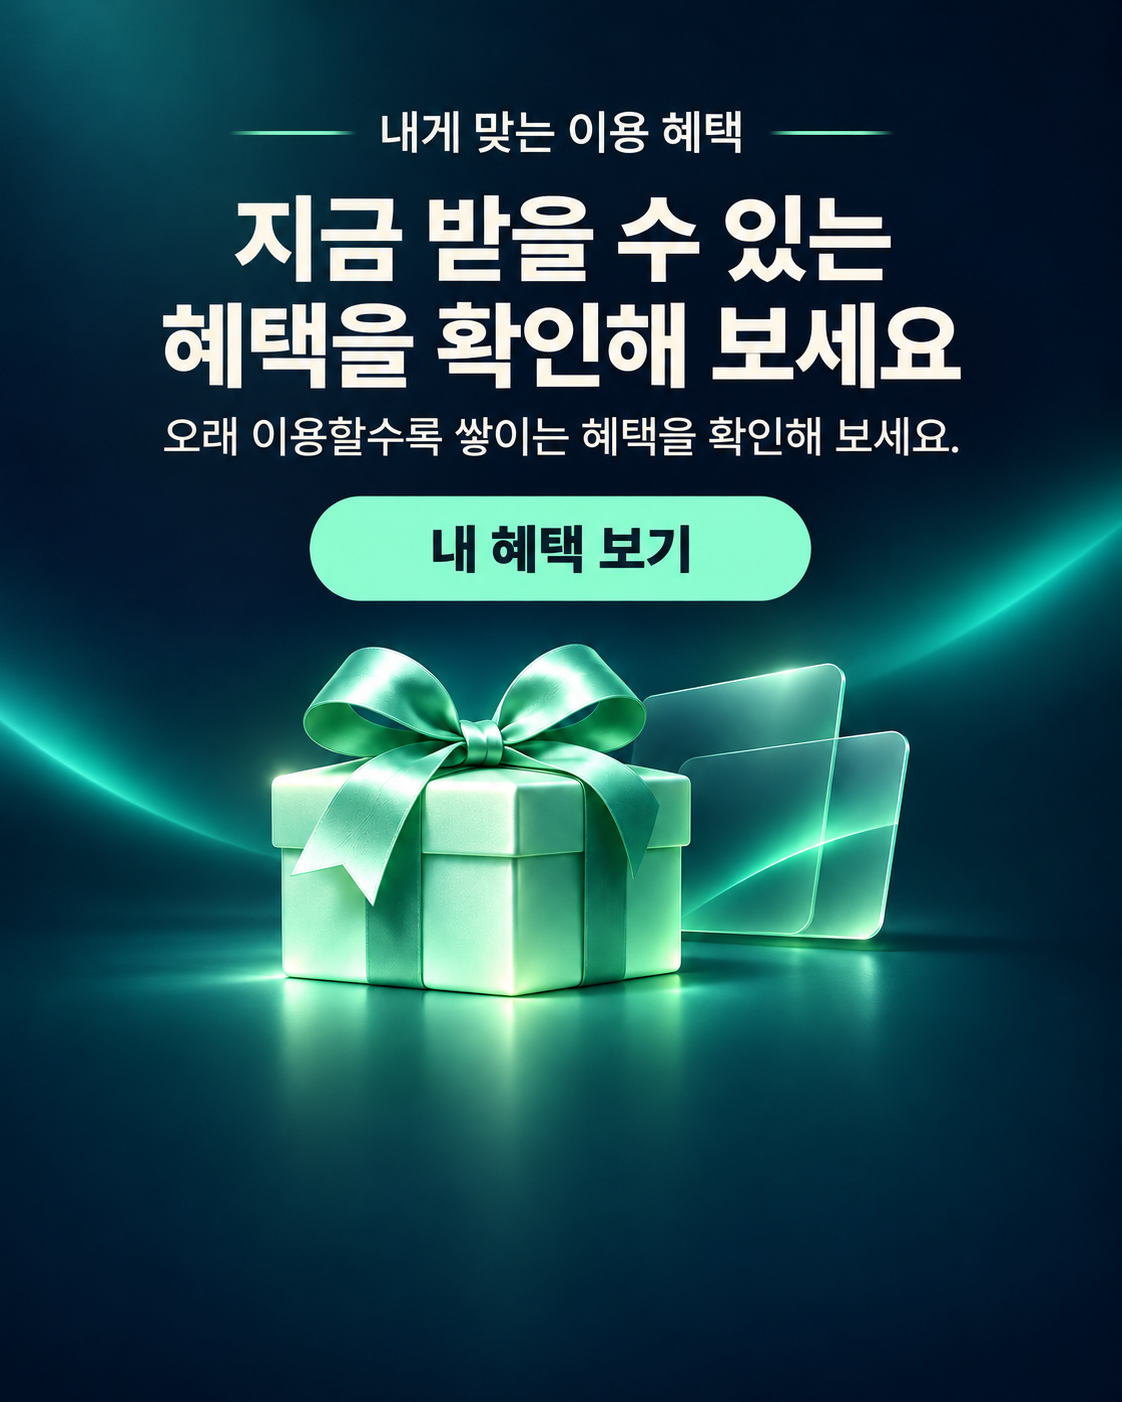 내게 맞는 이용 혜택
지금 받을 수 있는
혜택을 확인해 보세요
오래 이용할수록 쌓이는 혜택을 확인해 보세요.
내 혜택 보기